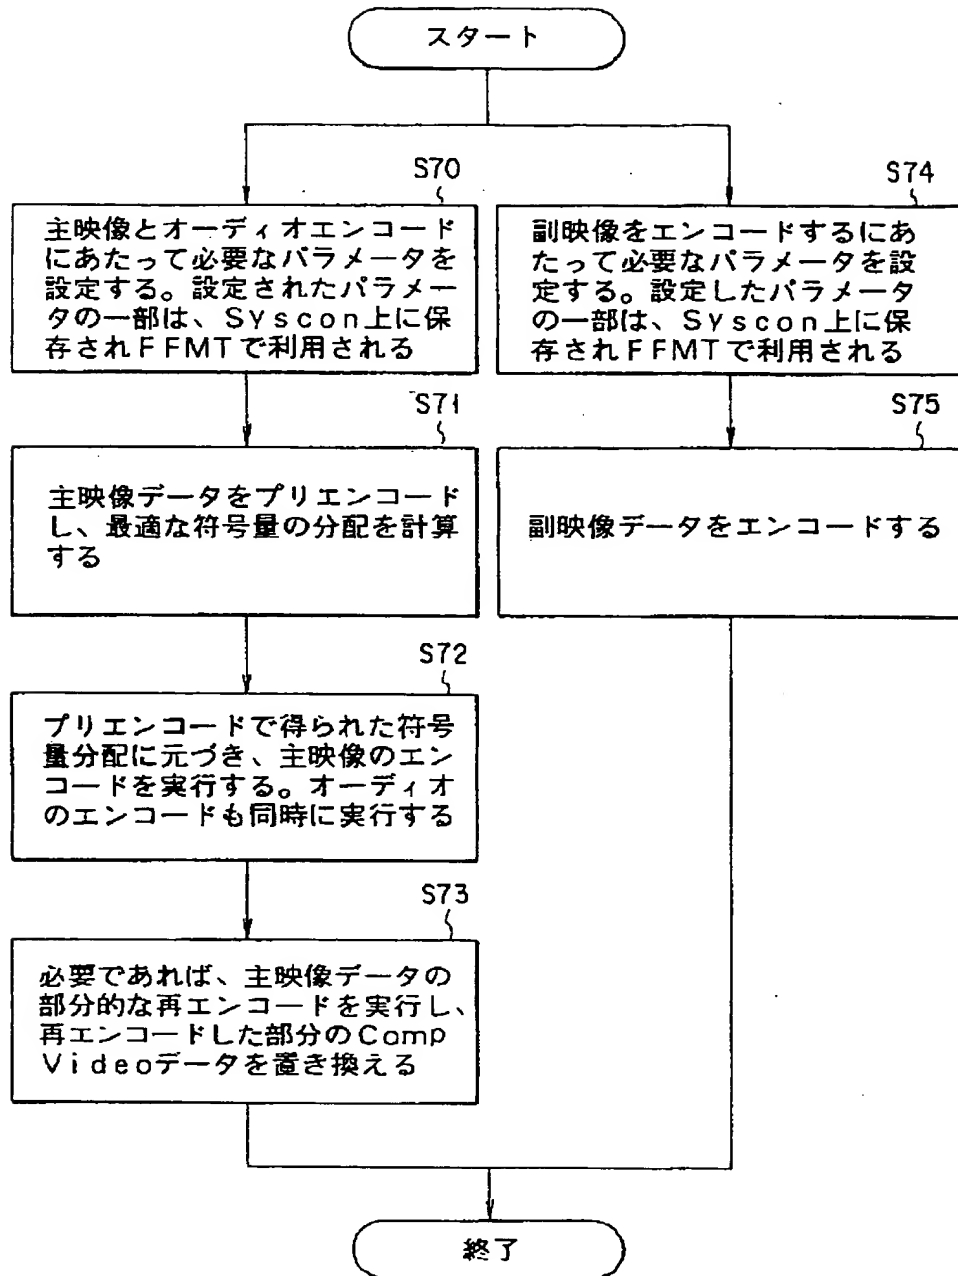 スタート
S70
主映像とオーディオエンコード
にあたって必要なパラメータを
設定する。設定されたパラメー
タの一部は、Syscon上に保
存されFFMTで利用される
S71
主映像データをプリエンコード
し、最適な符号量の分配を計算
する
S72
プリエンコードで得られた符号
量分配に元づき、主映像のエン
コードを実行する。オーディオ
のエンコードも同時に実行する
S73
必要であれば、主映像データの
部分的な再エンコードを実行し、
再エンコードした部分のComp
Videoデータを置き換える
S74
副映像をエンコードするにあ
たって必要なパラメータを設
定する。設定したパラメータ
の一部は、Syscon上に保
存されFFMTで利用される
S75
副映像データをエンコードする
終了